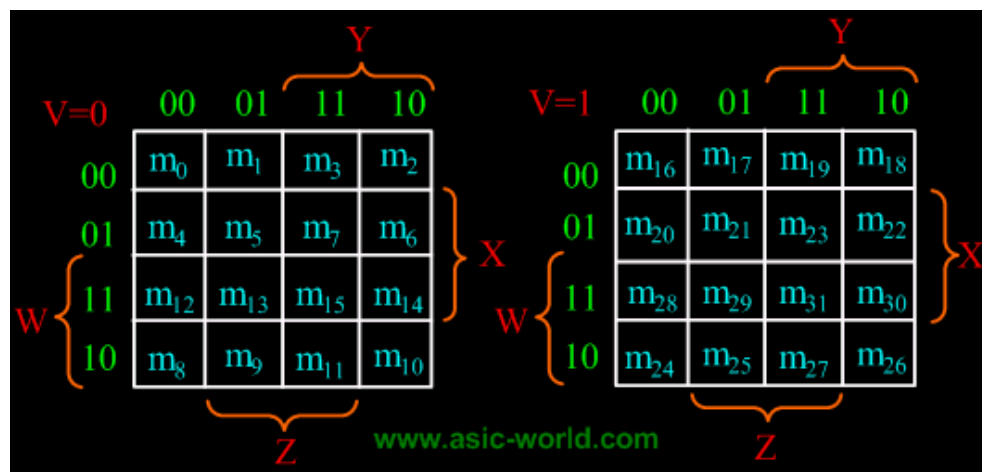 Y Y
V=0 00 01 11 10 V=1 00 01 11 10
00 m0 m1 m3 m2 00 m16 m17 m19 m18
01 m4 m5 m7 m6 01 m20 m21 m23 m22
X X
W 11 m12 m13 m15 m14 W 11 m28 m29 m31 m30
10 m8 m9 m11 m10 10 m24 m25 m27 m26
Z www.asic-world.com Z